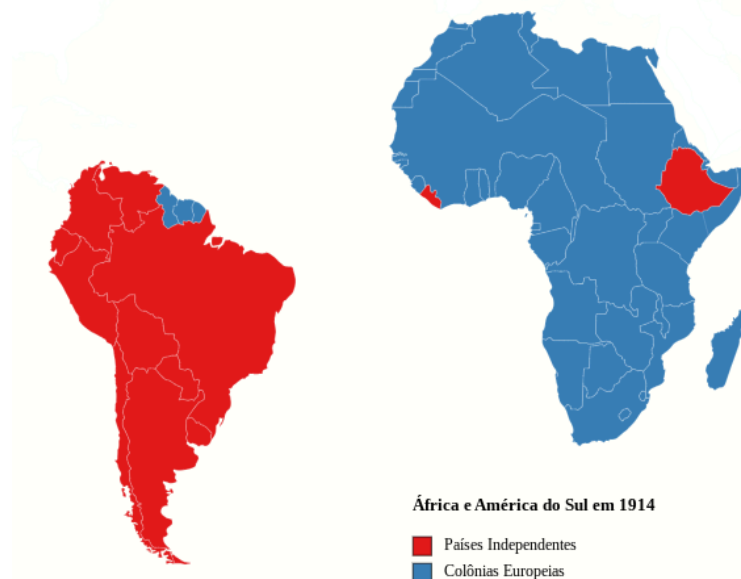 África e América do Sul em 1914
Países Independentes
Colônias Europeias